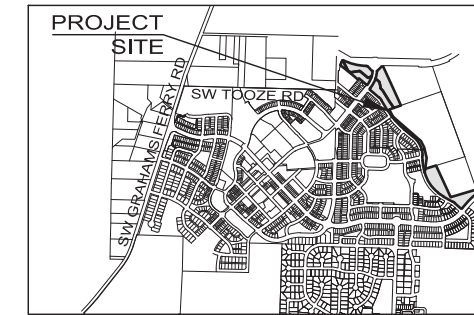 PROJECT
SITE
SW TOOZE RD
SW GRAHAMS FERRY RD